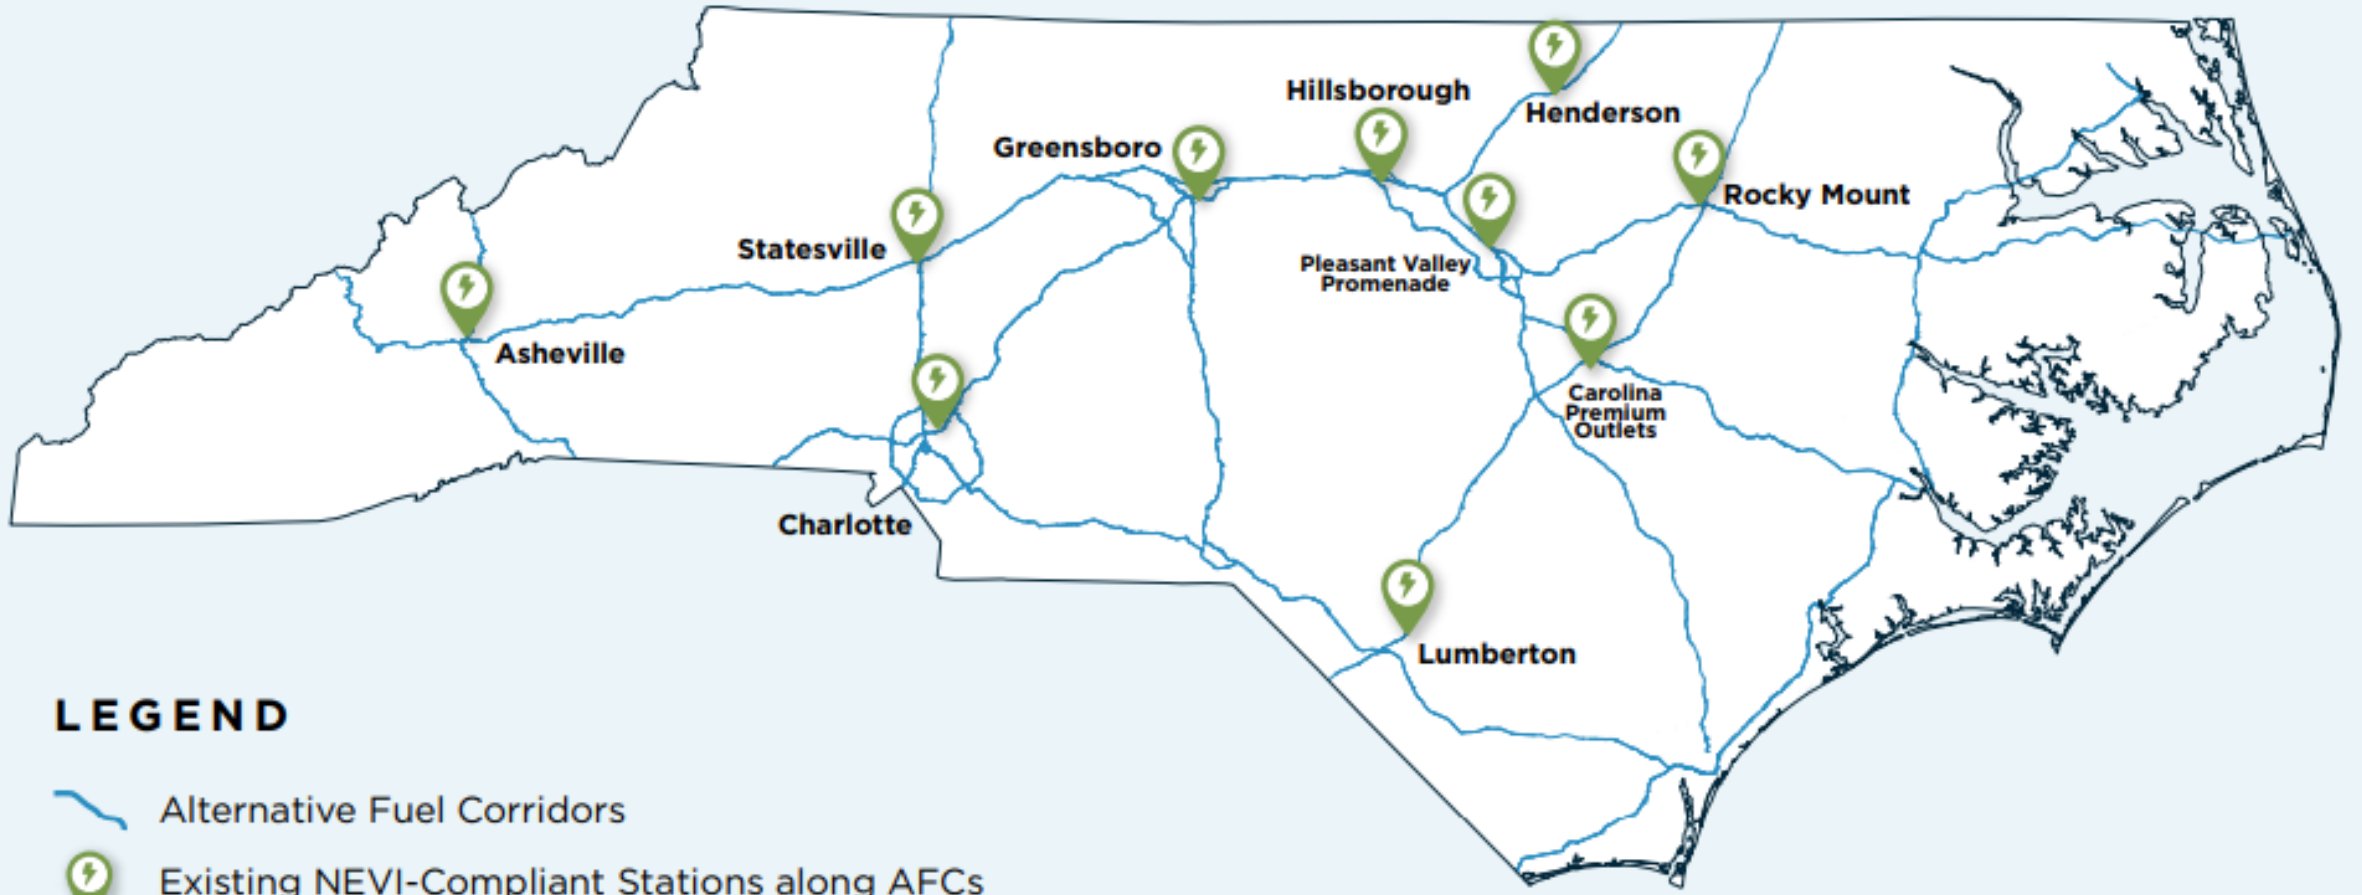 Hillsborough
Henderson
Greensboro
Rocky Mount
Statesville
Pleasant Valley
Promenade
Asheville
Carolina
Premium
Outlets
Charlotte
Lumberton
LEGEND
Alternative Fuel Corridors
Existing NEVI-Compliant Stations along AFCs